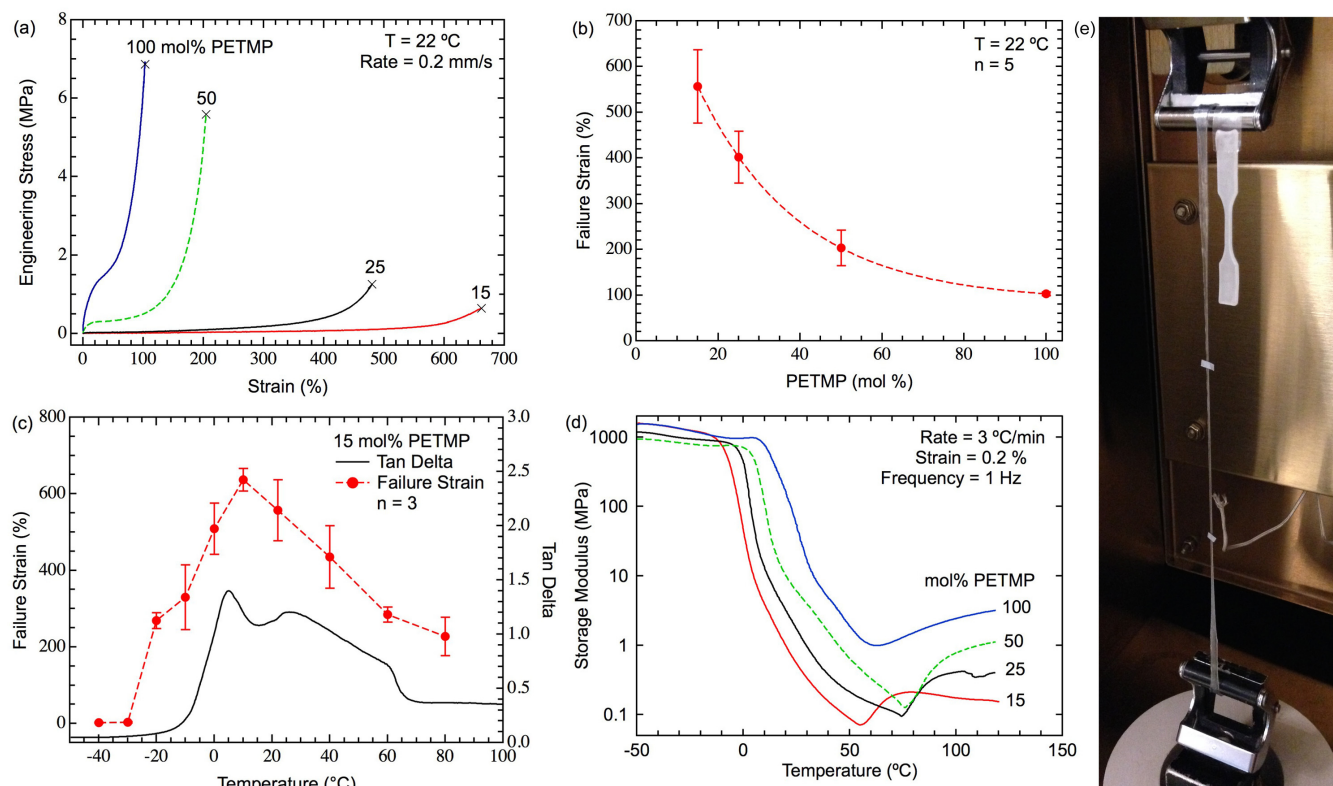 (a)
8
6
4
2
0
Engineering Stress (MPa)
100 mol% PETMP
50
25
15
T = 22 ºC
Rate = 0.2 mm/s
0 100 200 300 400 500 600 700
Strain (%)
(b)
700
600
500
400
300
200
100
0
Failure Strain (%)
T = 22 ºC
n = 5
0 20 40 60 80 100
PETMP (mol %)
(e)
(c)
800
600
400
200
0
Failure Strain (%)
15 mol% PETMP
Tan Delta
Failure Strain
n = 3
3.0
2.5
2.0
1.5
1.0
0.5
0.0
Tan Delta
-40 -20 0 20 40 60 80
Temperature (°C)
(d)
1000
100
10
1
0.1
Storage Modulus (MPa)
Rate = 3 ºC/min
Strain = 0.2 %
Frequency = 1 Hz
mol% PETMP
100
50
25
15
-50 0 50 100 150
Temperature (ºC)